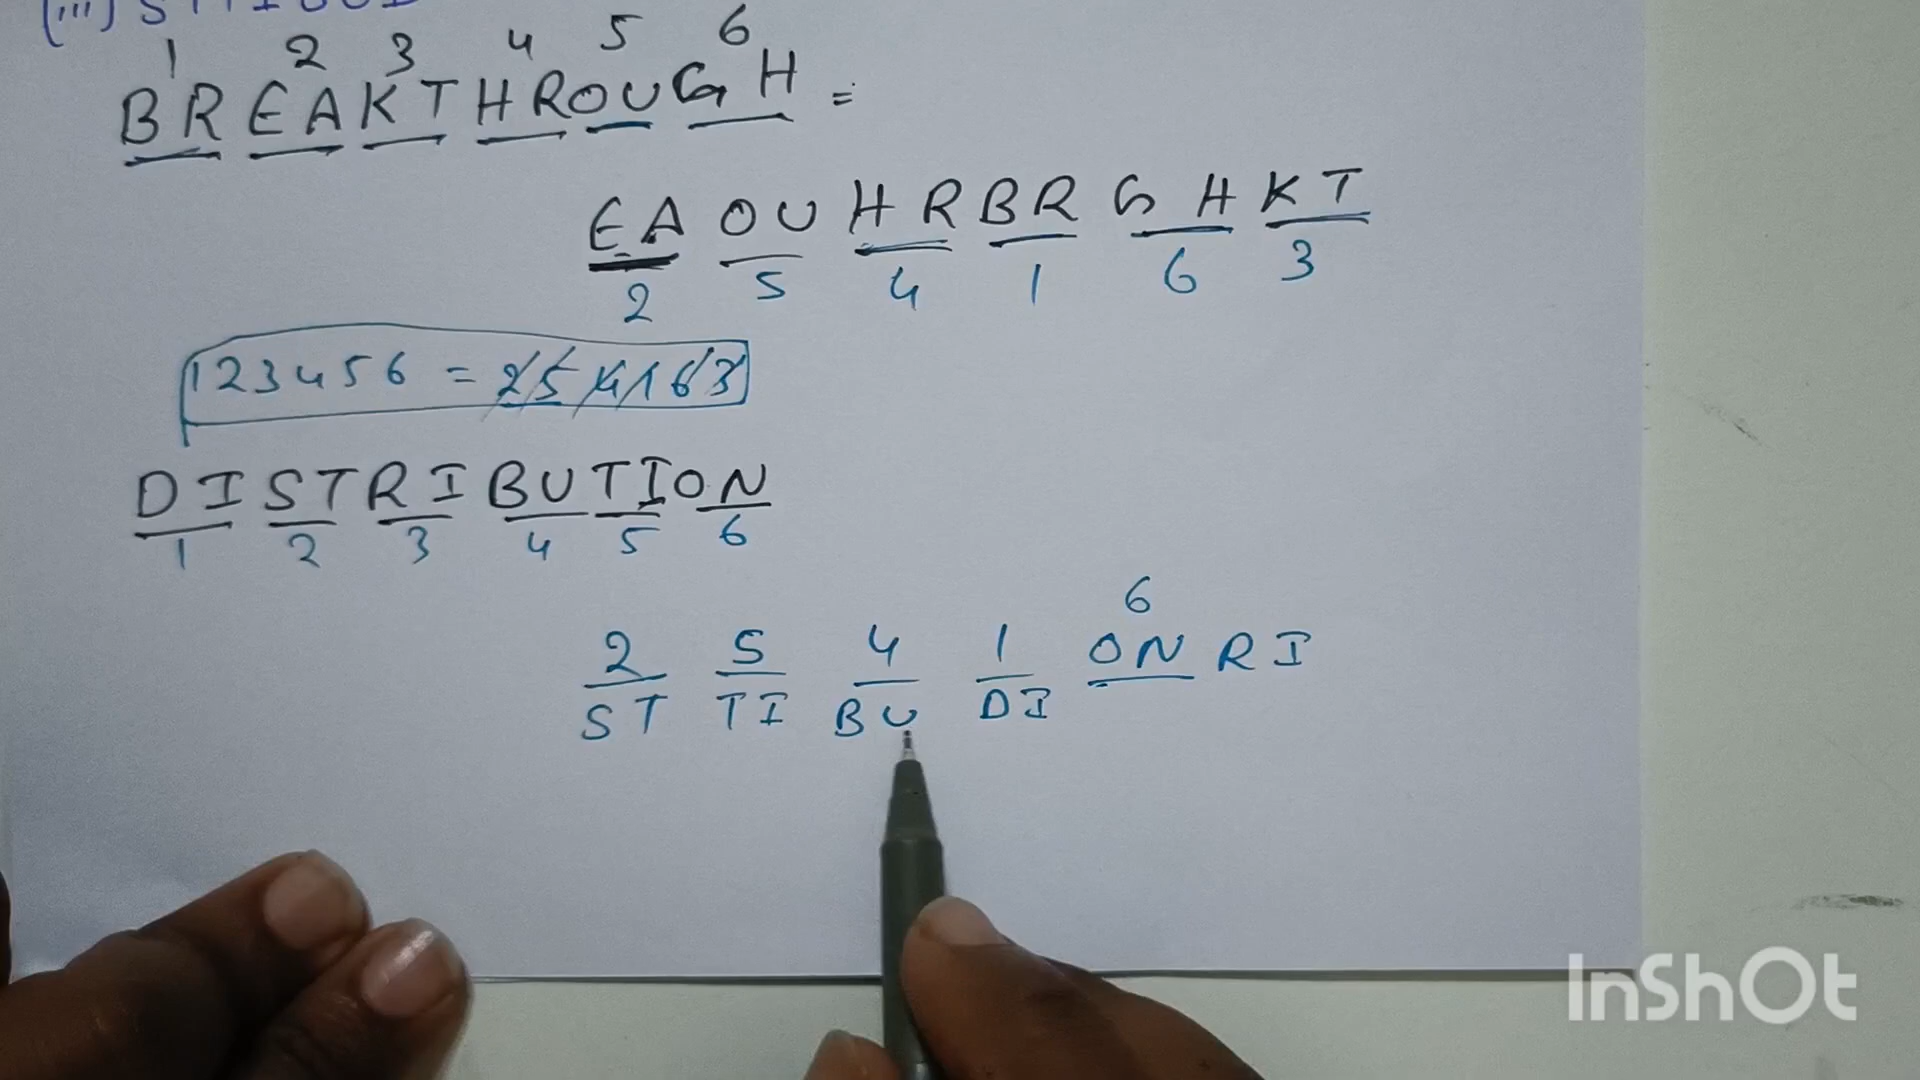 (iii) STTIBUD
1 2 3 4 5 6
BREAKTHROUGH =
EA OU HR BR GH KT
2 5 4 1 6 3
123456 = 254163
DISTRIBUTION
1 2 3 4 5 6
6
2 5 4 1 ON RI
ST TI BU DI
InShOt